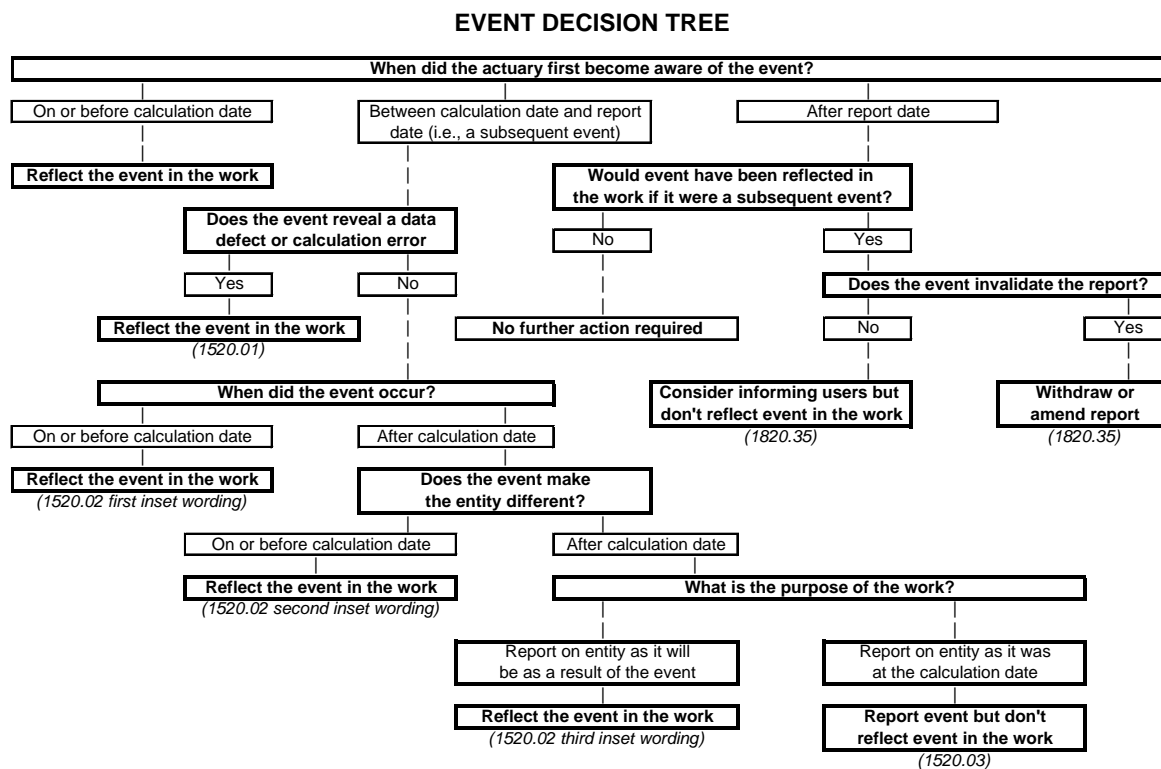 EVENT DECISION TREE
When did the actuary first become aware of the event?
On or before calculation date
Between calculation date and report
date (i.e., a subsequent event)
After report date
Reflect the event in the work
Would event have been reflected in
the work if it were a subsequent event?
Does the event reveal a data
defect or calculation error
No
Yes
Yes
No
Does the event invalidate the report?
Reflect the event in the work
(1520.01)
No further action required
No
Yes
When did the event occur?
Consider informing users but
don't reflect event in the work
(1820.35)
Withdraw or
amend report
(1820.35)
On or before calculation date
After calculation date
Reflect the event in the work
(1520.02 first inset wording)
Does the event make
the entity different?
On or before calculation date
After calculation date
Reflect the event in the work
(1520.02 second inset wording)
What is the purpose of the work?
Report on entity as it will
be as a result of the event
Report on entity as it was
at the calculation date
Reflect the event in the work
(1520.02 third inset wording)
Report event but don't
reflect event in the work
(1520.03)